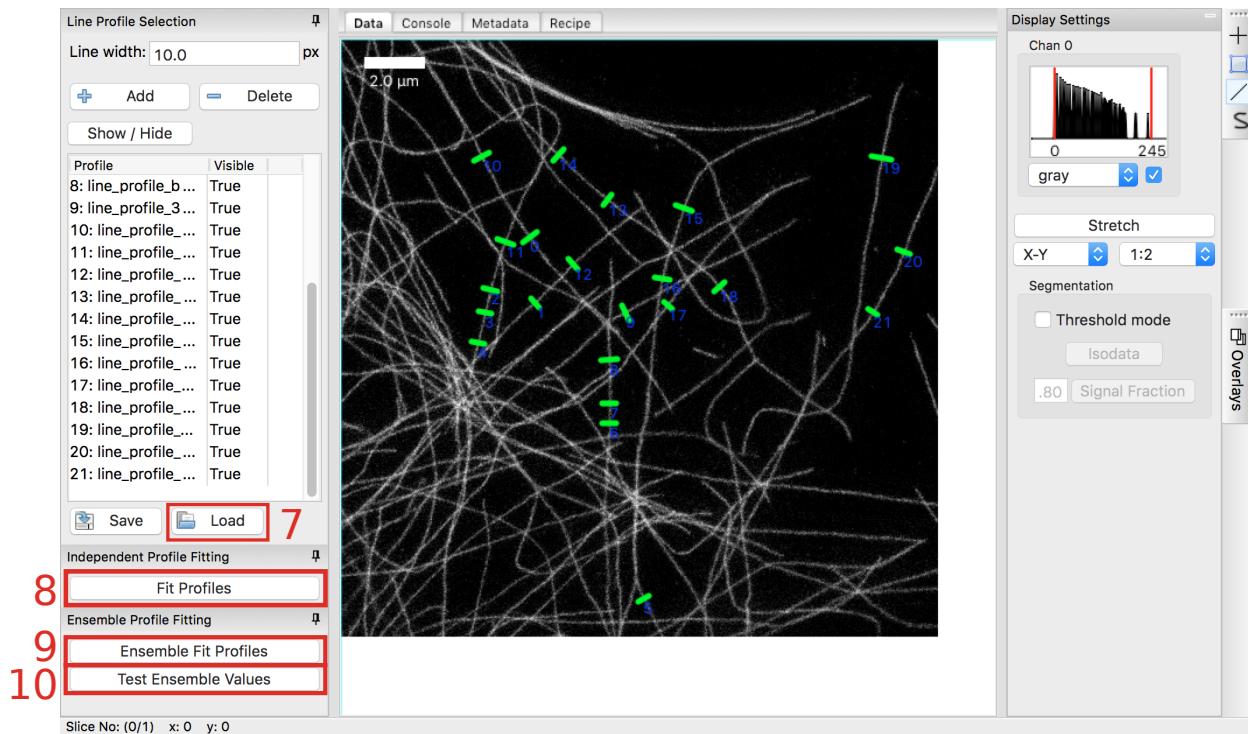 Line Profile Selection
Line width: 10.0 px
Add
Delete
Show / Hide
Profile Visible
8: line_profile_b ... True
9: line_profile_3 ... True
10: line_profile_ ... True
11: line_profile_ ... True
12: line_profile_ ... True
13: line_profile_ ... True
14: line_profile_ ... True
15: line_profile_ ... True
16: line_profile_ ... True
17: line_profile_ ... True
18: line_profile_ ... True
19: line_profile_ ... True
20: line_profile_ ... True
21: line_profile_ ... True
Save
Load
7
Independent Profile Fitting
8
Fit Profiles
Ensemble Profile Fitting
9
Ensemble Fit Profiles
10
Test Ensemble Values
Slice No: (0/1) x: 0 y: 0
Data Console Metadata Recipe
2.0 μm
10
14
19
13
15
11
0
12
20
2
16
18
1
3
9
17
21
4
8
7
6
5
Display Settings
Chan 0
0 245
gray
Stretch
X-Y 1:2
Segmentation
Threshold mode
Isodata
.80 Signal Fraction
Overlays